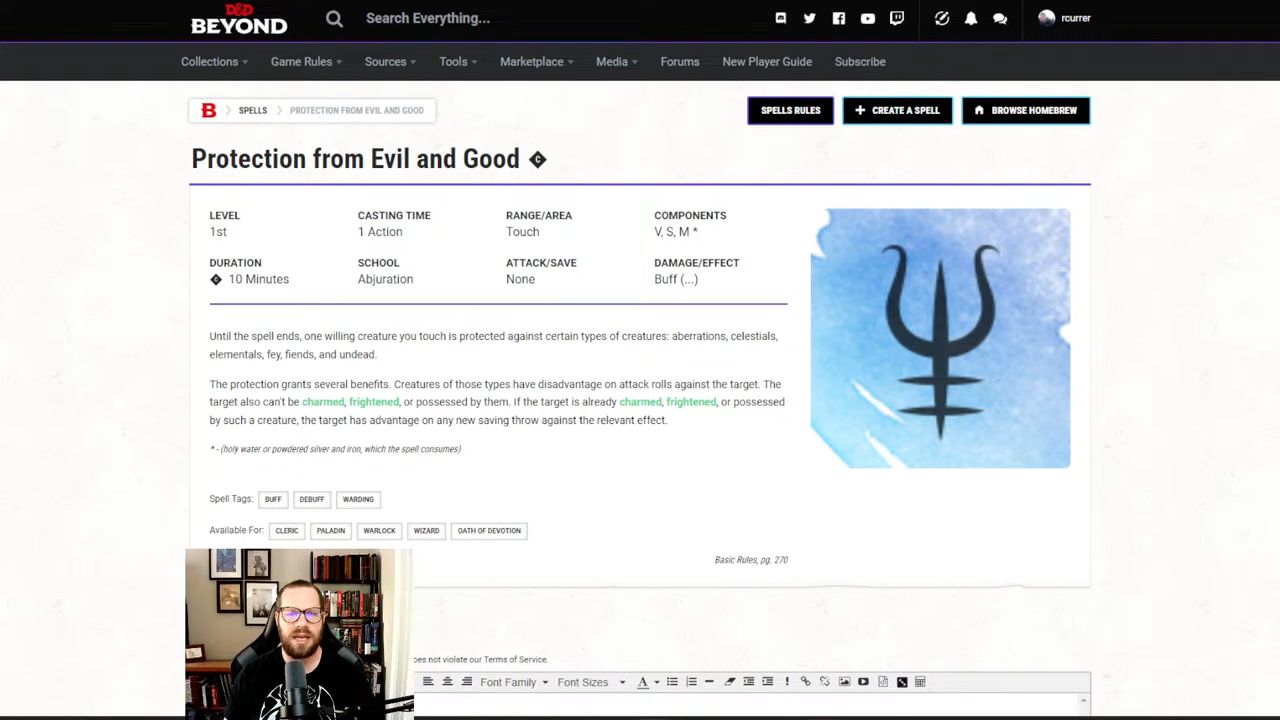 D&D
BEYOND
Search Everything...
rcurrer
Collections
Game Rules
Sources
Tools
Marketplace
Media
Forums
New Player Guide
Subscribe
B
SPELLS
PROTECTION FROM EVIL AND GOOD
SPELLS RULES
CREATE A SPELL
BROWSE HOMEBREW
Protection from Evil and Good
C
LEVEL
1st
CASTING TIME
1 Action
RANGE/AREA
Touch
COMPONENTS
V, S, M *
DURATION
10 Minutes
SCHOOL
Abjuration
ATTACK/SAVE
None
DAMAGE/EFFECT
Buff (...)
Until the spell ends, one willing creature you touch is protected against certain types of creatures: aberrations, celestials,
elementals, fey, fiends, and undead.
The protection grants several benefits. Creatures of those types have disadvantage on attack rolls against the target. The
target also can't be charmed, frightened, or possessed by them. If the target is already charmed, frightened, or possessed
by such a creature, the target has advantage on any new saving throw against the relevant effect.
* - (holy water or powdered silver and iron, which the spell consumes)
Spell Tags: BUFF DEBUFF WARDING
Available For: CLERIC PALADIN WARLOCK WIZARD OATH OF DEVOTION
Basic Rules, pg. 270
oes not violate our Terms of Service.
Font Family
Font Sizes
A